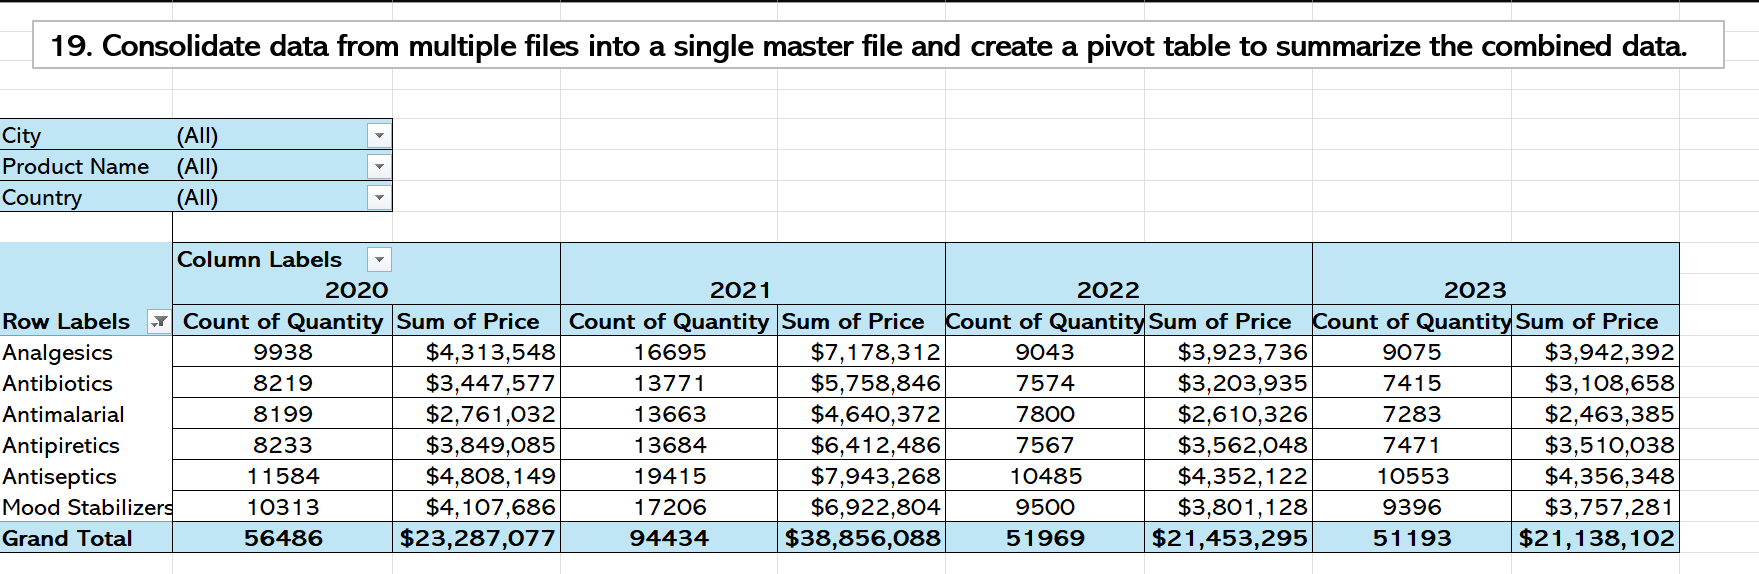 19. Consolidate data from multiple files into a single master file and create a pivot table to summarize the combined data.
City (All)
Product Name (All)
Country (All)
Column Labels
2020 2021 2022 2023
Row Labels Count of Quantity Sum of Price Count of Quantity Sum of Price Count of Quantity Sum of Price Count of Quantity Sum of Price
Analgesics 9938 $4,313,548 16695 $7,178,312 9043 $3,923,736 9075 $3,942,392
Antibiotics 8219 $3,447,577 13771 $5,758,846 7574 $3,203,935 7415 $3,108,658
Antimalarial 8199 $2,761,032 13663 $4,640,372 7800 $2,610,326 7283 $2,463,385
Antipiretics 8233 $3,849,085 13684 $6,412,486 7567 $3,562,048 7471 $3,510,038
Antiseptics 11584 $4,808,149 19415 $7,943,268 10485 $4,352,122 10553 $4,356,348
Mood Stabilizers 10313 $4,107,686 17206 $6,922,804 9500 $3,801,128 9396 $3,757,281
Grand Total 56486 $23,287,077 94434 $38,856,088 51969 $21,453,295 51193 $21,138,102